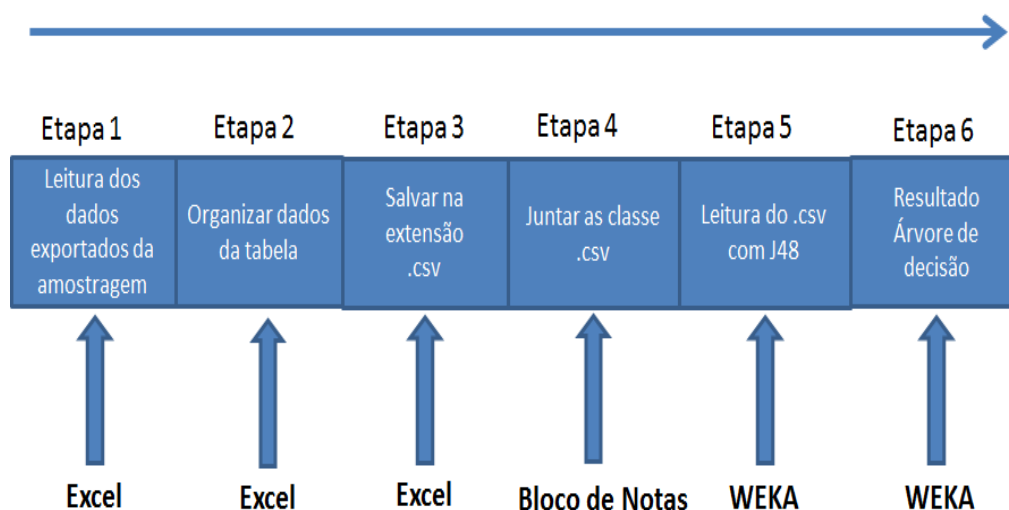 Etapa 1
Etapa 2
Etapa 3
Etapa 4
Etapa 5
Etapa 6
Leitura dos
dados
exportados da
amostragem
Organizar dados
da tabela
Salvar na
extensão
.csv
Juntar as classe
.csv
Leitura do .csv
com J48
Resultado
Árvore de
decisão
Excel
Excel
Excel
Bloco de Notas
WEKA
WEKA